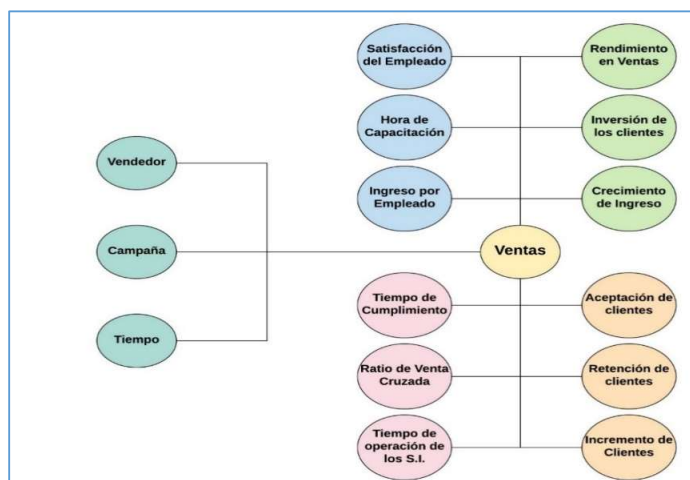 Satisfacción
del Empleado
Rendimiento
en Ventas
Hora de
Capacitación
Inversión de
los clientes
Vendedor
Ingreso por
Empleado
Crecimiento
de Ingreso
Campaña
Ventas
Tiempo de
Cumplimiento
Aceptación de
clientes
Tiempo
Ratio de Venta
Cruzada
Retención de
clientes
Tiempo de
operación de
los S.I.
Incremento de
Clientes